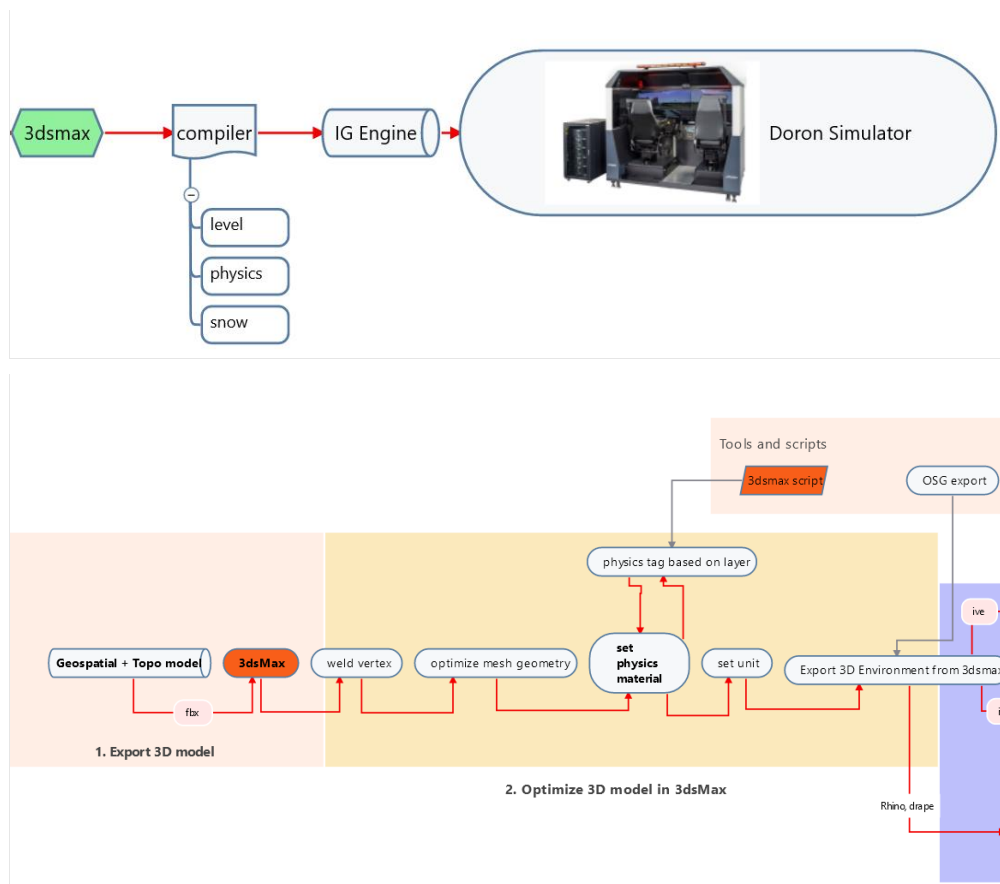 3dsmax
compiler
IG Engine
Doron Simulator
level
physics
snow
Tools and scripts
3dsmax script
OSG export
physics tag based on layer
ive
Geospatial + Topo model
3dsMax
weld vertex
optimize mesh geometry
set
physics
material
set unit
Export 3D Environment from 3dsmax
fbx
1. Export 3D model
2. Optimize 3D model in 3dsMax
Rhino, drape